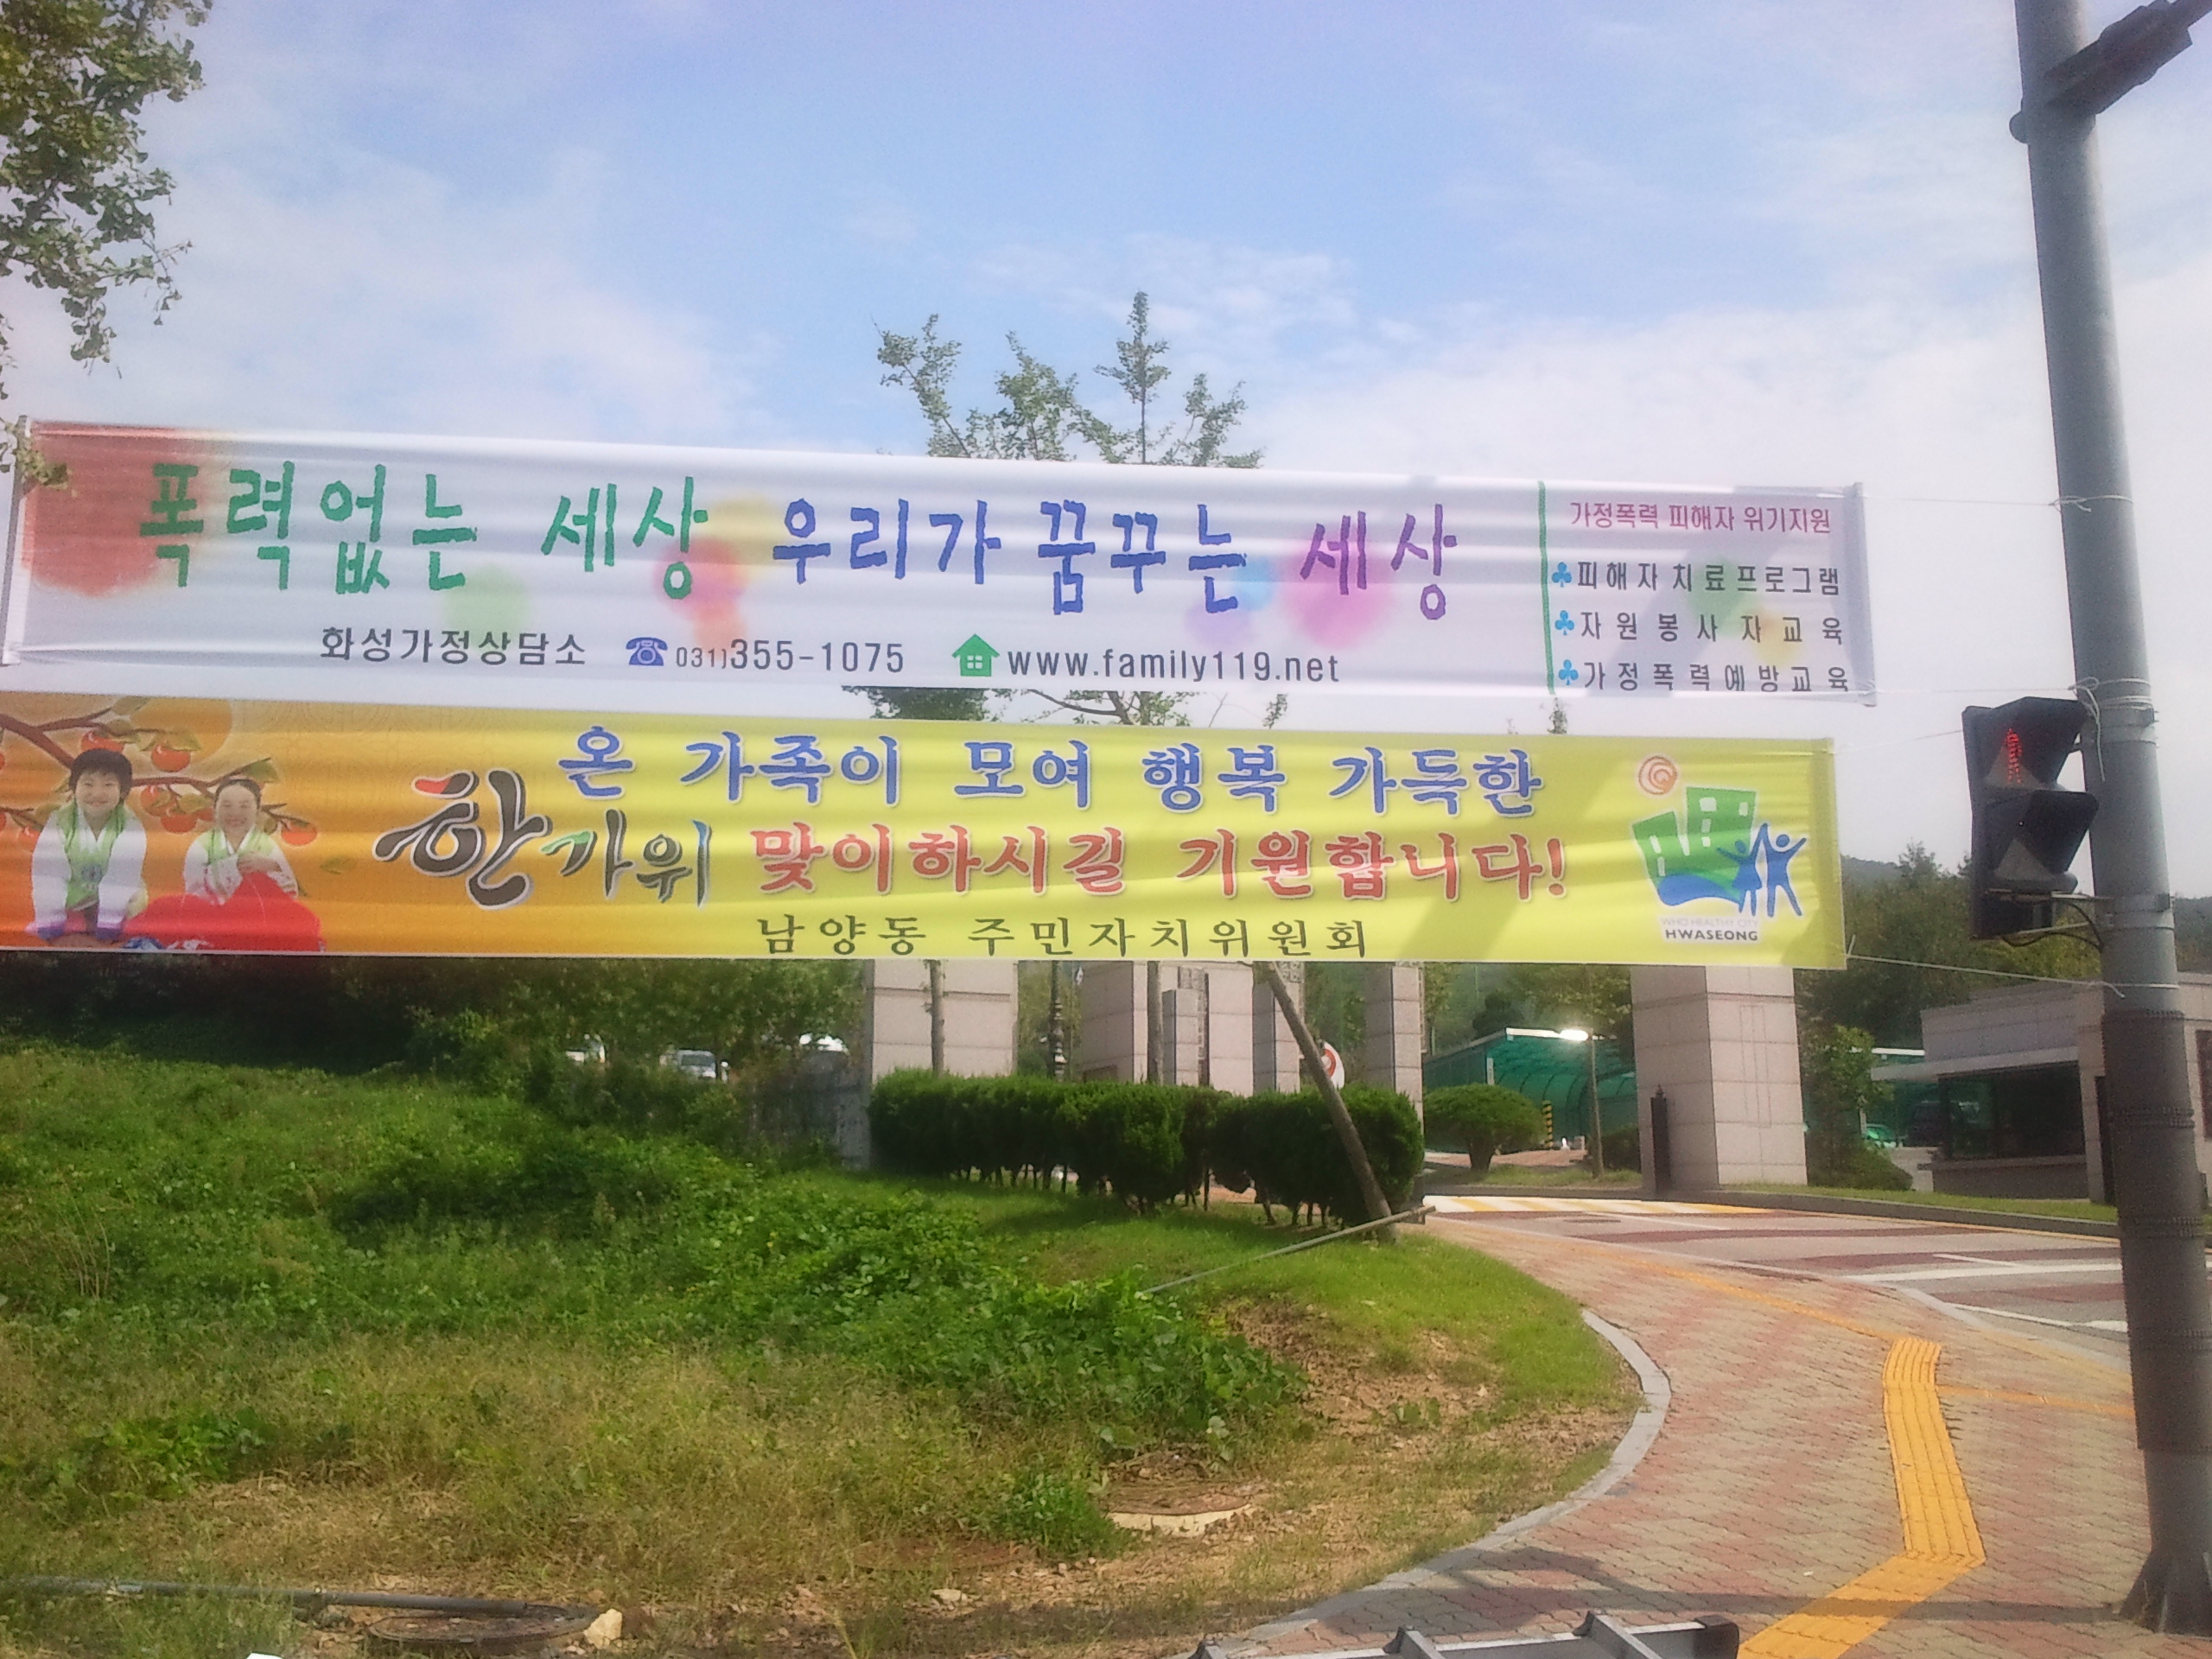 폭력없는 세상 우리가 꿈꾸는 세상
화성가정상담소 ☎ 031)355-1075 www.family119.net
가정폭력 피해자 위기지원
♣피해자치료프로그램
♣자원봉사자교육
♣가정폭력예방교육
온 가족이 모여 행복 가득한
한가위 맞이하시길 기원합니다!
남양동 주민자치위원회
WHO HEALTHY CITY
HWASEONG